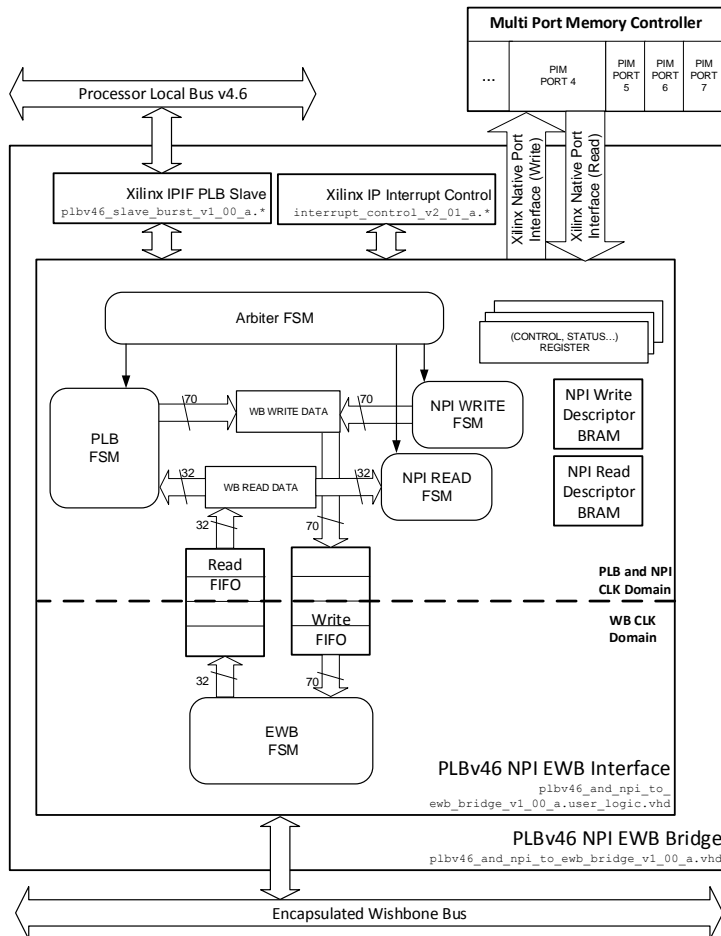 Multi Port Memory Controller
...
PIM
PORT 4
PIM
PORT
5
PIM
PORT
6
PIM
PORT
7
Processor Local Bus v4.6
Xilinx Native Port
Interface (Write)
Xilinx Native Port
Interface (Read)
Xilinx IPIF PLB Slave
plbv46_slave_burst_v1_00_a.*
Xilinx IP Interrupt Control
interrupt_control_v2_01_a.*
Arbiter FSM
(CONTROL, STATUS...)
REGISTER
PLB
FSM
70
WB WRITE DATA
70
NPI WRITE
FSM
NPI Write
Descriptor
BRAM
32
WB READ DATA
32
NPI READ
FSM
NPI Read
Descriptor
BRAM
32
70
Read
FIFO
PLB and NPI
CLK Domain
Write
FIFO
WB CLK
Domain
32
70
EWB
FSM
PLBv46 NPI EWB Interface
plbv46_and_npi_to_
ewb_bridge_v1_00_a.user_logic.vhd
PLBv46 NPI EWB Bridge
plbv46_and_npi_to_ewb_bridge_v1_00_a.vhd
Encapsulated Wishbone Bus